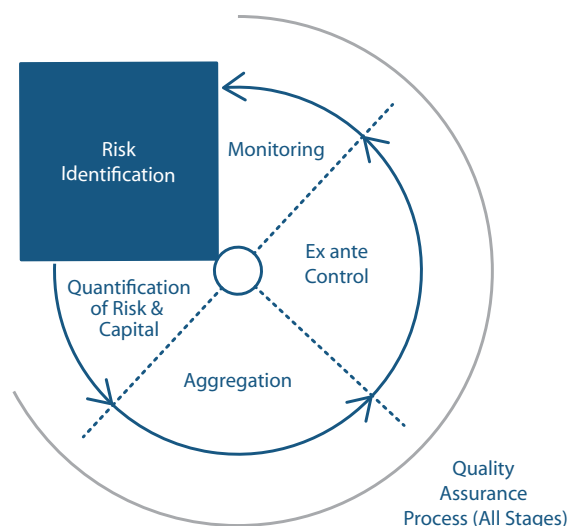 Risk
Identification
Monitoring
Ex ante
Control
Quantification
of Risk &
Capital
Aggregation
Quality
Assurance
Process (All Stages)